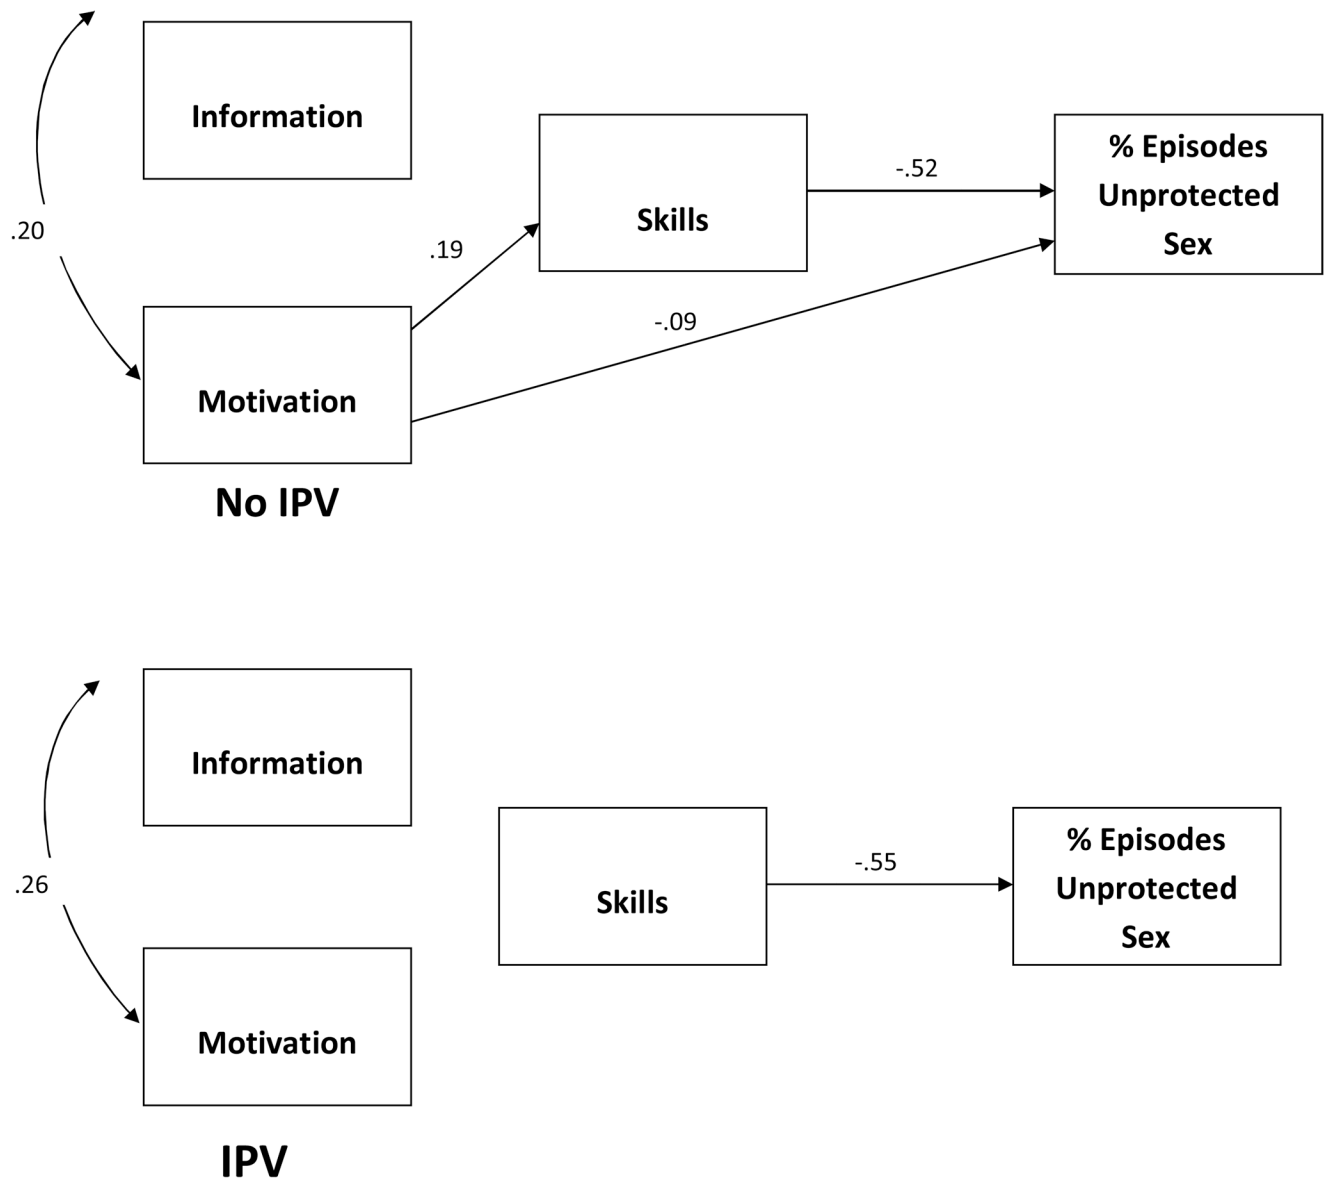 Information
.20
Motivation
.19
Skills
-.52
-.09
% Episodes
Unprotected
Sex
No IPV
Information
.26
Motivation
Skills
-.55
% Episodes
Unprotected
Sex
IPV